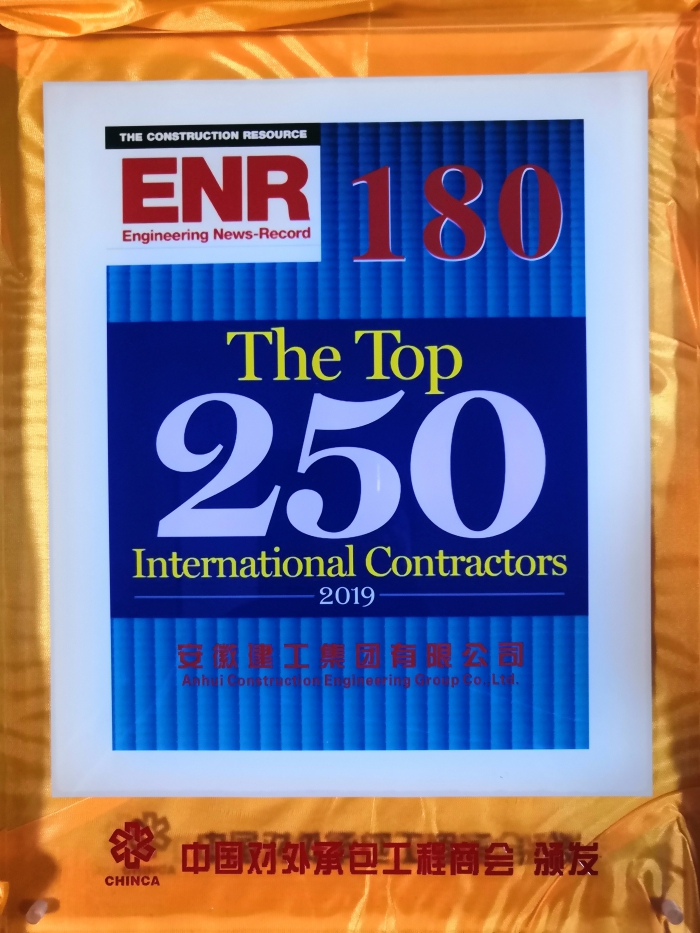 THE CONSTRUCTION RESOURCE
ENR
Engineering News-Record
180
The Top
250
International Contractors
2019
安徽建工集团有限公司
Anhui Construction Engineering Group Co.,Ltd.
CHINCA
中国对外承包工程商会 颁发